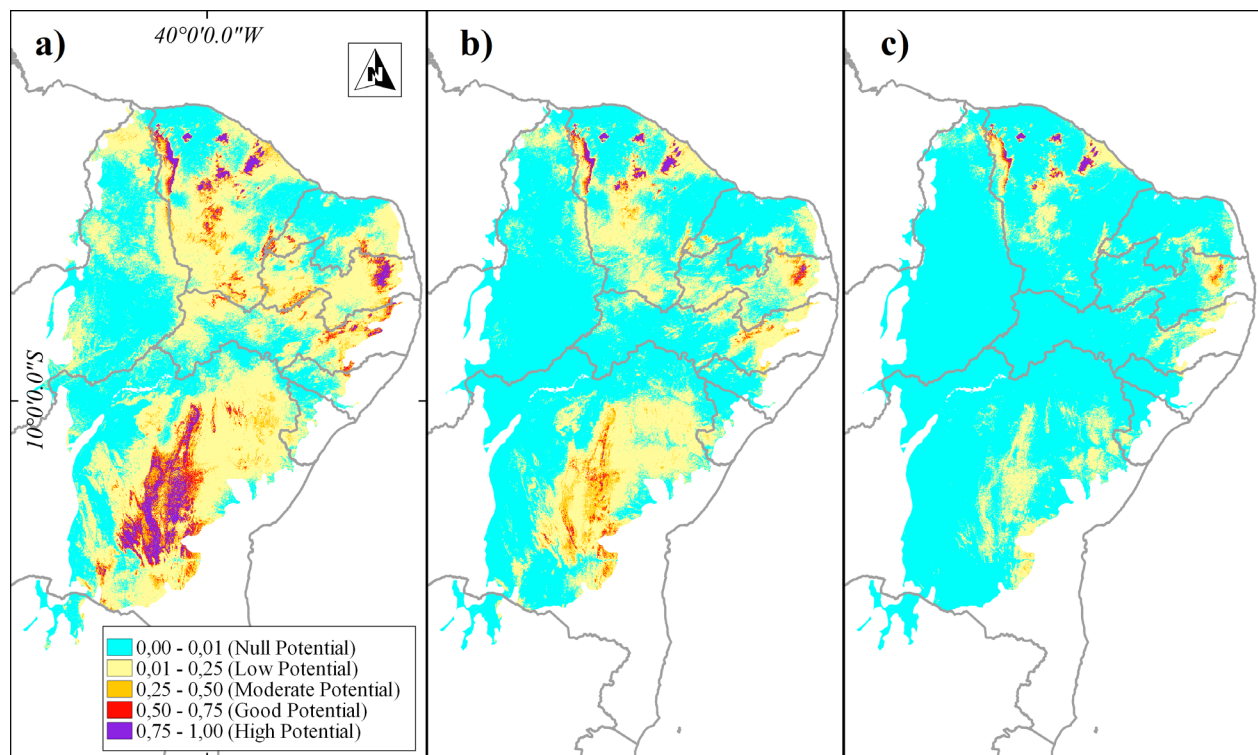 a)
40°0'0.0"W
N
b)
c)
10°0'0.0"S
0,00 - 0,01 (Null Potential)
0,01 - 0,25 (Low Potential)
0,25 - 0,50 (Moderate Potential)
0,50 - 0,75 (Good Potential)
0,75 - 1,00 (High Potential)